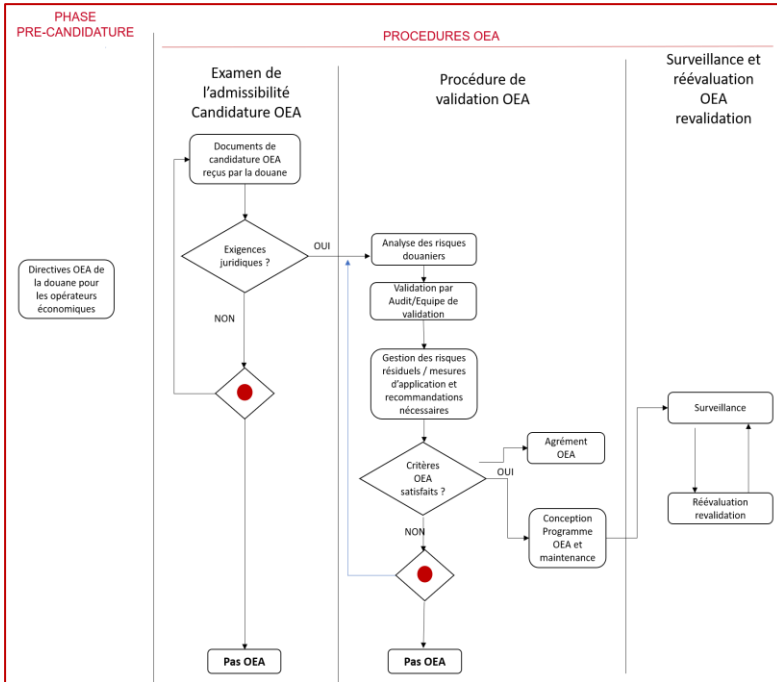 PHASE
PRE-CANDIDATURE
PROCEDURES OEA
Examen de
l'admissibilité
Candidature OEA
Procédure de
validation OEA
Surveillance et
réévaluation
OEA
revalidation
Documents de
candidature OEA
reçus par la douane
Directives OEA de
la douane pour
les opérateurs
économiques
Exigences
juridiques ?
OUI
NON
Pas OEA
Analyse des risques
douaniers
Validation par
Audit/Equipe de
validation
Gestion des risques
résiduels / mesures
d'application et
recommandations
nécessaires
Critères
OEA
satisfaits ?
OUI
NON
Agrément
OEA
Conception
Programme
OEA et
maintenance
Pas OEA
Surveillance
Réévaluation
revalidation